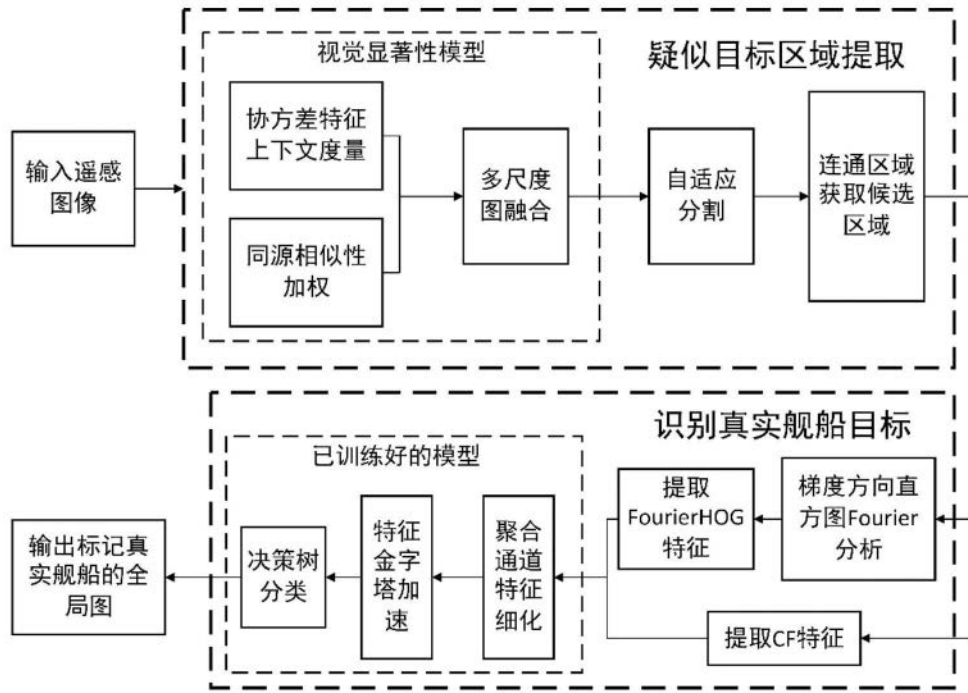 疑似目标区域提取
视觉显著性模型
输入遥感
图像
协方差特征
上下文度量
同源相似性
加权
多尺度
图融合
自适应
分割
连通区域
获取候选
区域
识别真实舰船目标
梯度方向直
方图Fourier
分析
提取
FourierHOG
特征
提取CF特征
已训练好的模型
聚合
通道
特征
细化
特征
金字
塔加
速
决策树
分类
输出标记真
实舰船的全
局图